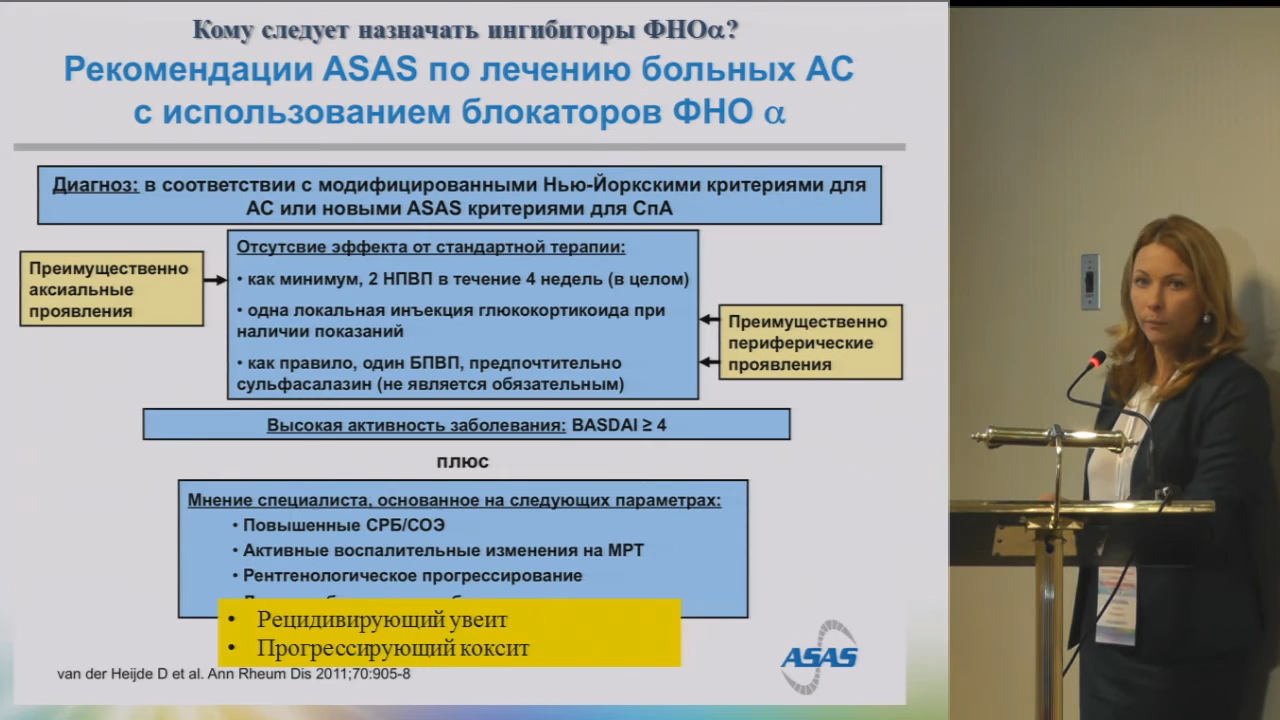 Кому следует назначать ингибиторы ФНОα?
Рекомендации ASAS по лечению больных АС
с использованием блокаторов ФНО α
Диагноз: в соответствии с модифицированными Нью-Йоркскими критериями для
АС или новыми ASAS критериями для СпА
Преимущественно
аксиальные
проявления
Отсутсвие эффекта от стандартной терапии:
• как минимум, 2 НПВП в течение 4 недель (в целом)
• одна локальная инъекция глюкокортикоида при
наличии показаний
• как правило, один БПВП, предпочтительно
сульфасалазин (не является обязательным)
Преимущественно
периферические
проявления
Высокая активность заболевания: BASDAI ≥ 4
плюс
Мнение специалиста, основанное на следующих параметрах:
• Повышенные СРБ/СОЭ
• Активные воспалительные изменения на МРТ
• Рентгенологическое прогрессирование
• Рецидивирующий увеит
• Прогрессирующий коксит
van der Heijde D et al. Ann Rheum Dis 2011;70:905-8
ASAS